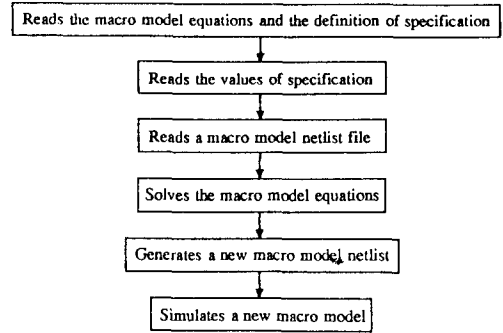 Reads the macro model equations and the definition of specification
Reads the values of specification
Reads a macro model netlist file
Solves the macro model equations
Generates a new macro model netlist
Simulates a new macro model